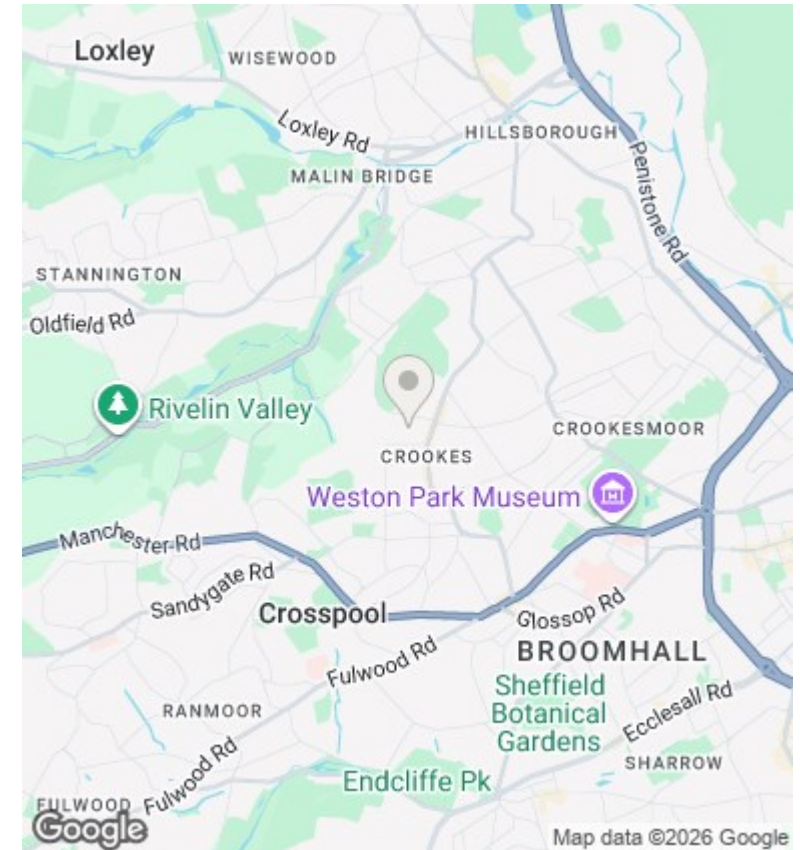 Loxley
WISEWOOD
Loxley Rd
HILLSBOROUGH
MALIN BRIDGE
Penistone Rd
STANNINGTON
Oldfield Rd
Rivelin Valley
CROOKESMOOR
CROOKES
Weston Park Museum
Manchester Rd
Sandygate Rd
Crosspool
Glossop Rd
Fulwood Rd
BROOMHALL
Sheffield
Botanical
Gardens
RANMOOR
Ecclesall Rd
SHARROW
Fulwood Rd
Endcliffe Pk
FULWOOD
Google
Map data ©2026 Google